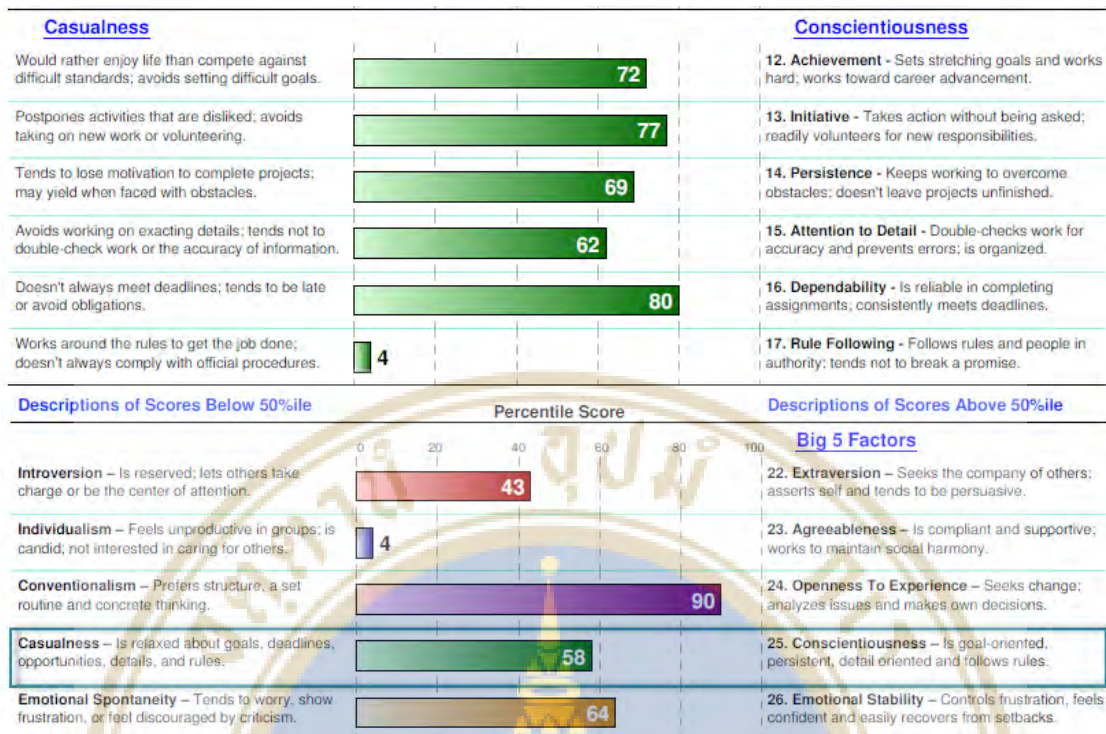 Casualness
Conscientiousness
Would rather enjoy life than compete against
difficult standards; avoids setting difficult goals.
72
12. Achievement - Sets stretching goals and works
hard; works toward career advancement.
Postpones activities that are disliked; avoids
taking on new work or volunteering.
77
13. Initiative - Takes action without being asked;
readily volunteers for new responsibilities.
Tends to lose motivation to complete projects;
may yield when faced with obstacles.
69
14. Persistence - Keeps working to overcome
obstacles; doesn't leave projects unfinished.
Avoids working on exacting details; tends not to
double-check work or the accuracy of information.
62
15. Attention to Detail - Double-checks work for
accuracy and prevents errors; is organized.
Doesn't always meet deadlines; tends to be late
or avoid obligations.
80
16. Dependability - Is reliable in completing
assignments; consistently meets deadlines.
Works around the rules to get the job done;
doesn't always comply with official procedures.
4
17. Rule Following - Follows rules and people in
authority; tends not to break a promise.
Descriptions of Scores Below 50%ile
Percentile Score
Descriptions of Scores Above 50%ile
0 20 40 60 80 100
Big 5 Factors
Introversion – Is reserved; lets others take
charge or be the center of attention.
43
22. Extraversion – Seeks the company of others;
asserts self and tends to be persuasive.
Individualism – Feels unproductive in groups; is
candid; not interested in caring for others.
4
23. Agreeableness – Is compliant and supportive;
works to maintain social harmony.
Conventionalism – Prefers structure, a set
routine and concrete thinking.
90
24. Openness To Experience – Seeks change;
analyzes issues and makes own decisions.
Casualness – Is relaxed about goals, deadlines,
opportunities, details, and rules.
58
25. Conscientiousness – Is goal-oriented,
persistent, detail oriented and follows rules.
Emotional Spontaneity – Tends to worry, show
frustration, or feel discouraged by criticism.
64
26. Emotional Stability – Controls frustration, feels
confident and easily recovers from setbacks.